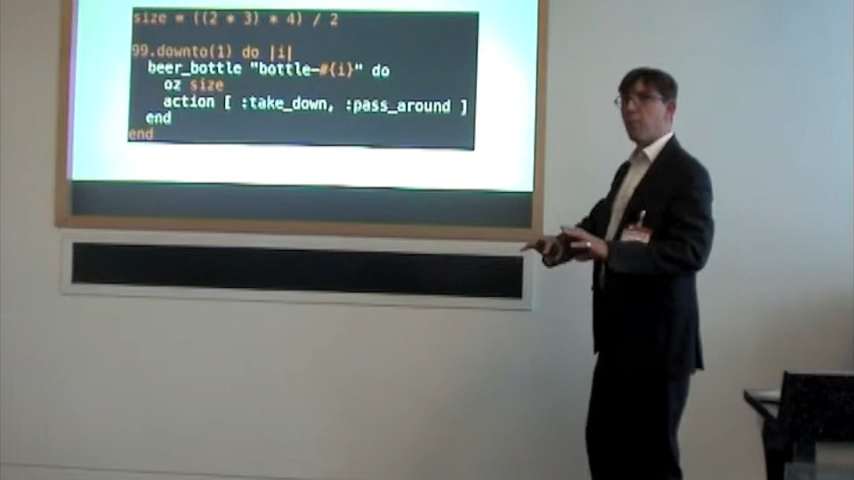 size = ((2 * 3) * 4) / 2
99.downto(1) do |i|
beer_bottle "bottle-#{i}" do
oz size
action [ :take_down, :pass_around ]
end
end